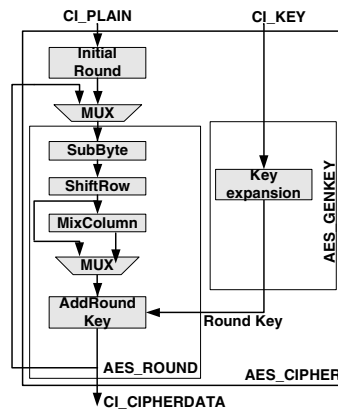 CI_PLAIN
CI_KEY
Initial
Round
MUX
SubByte
ShiftRow
MixColumn
MUX
AddRound
Key
Key
expansion
AES_GENKEY
Round Key
AES_ROUND
AES_CIPHER
CI_CIPHERDATA